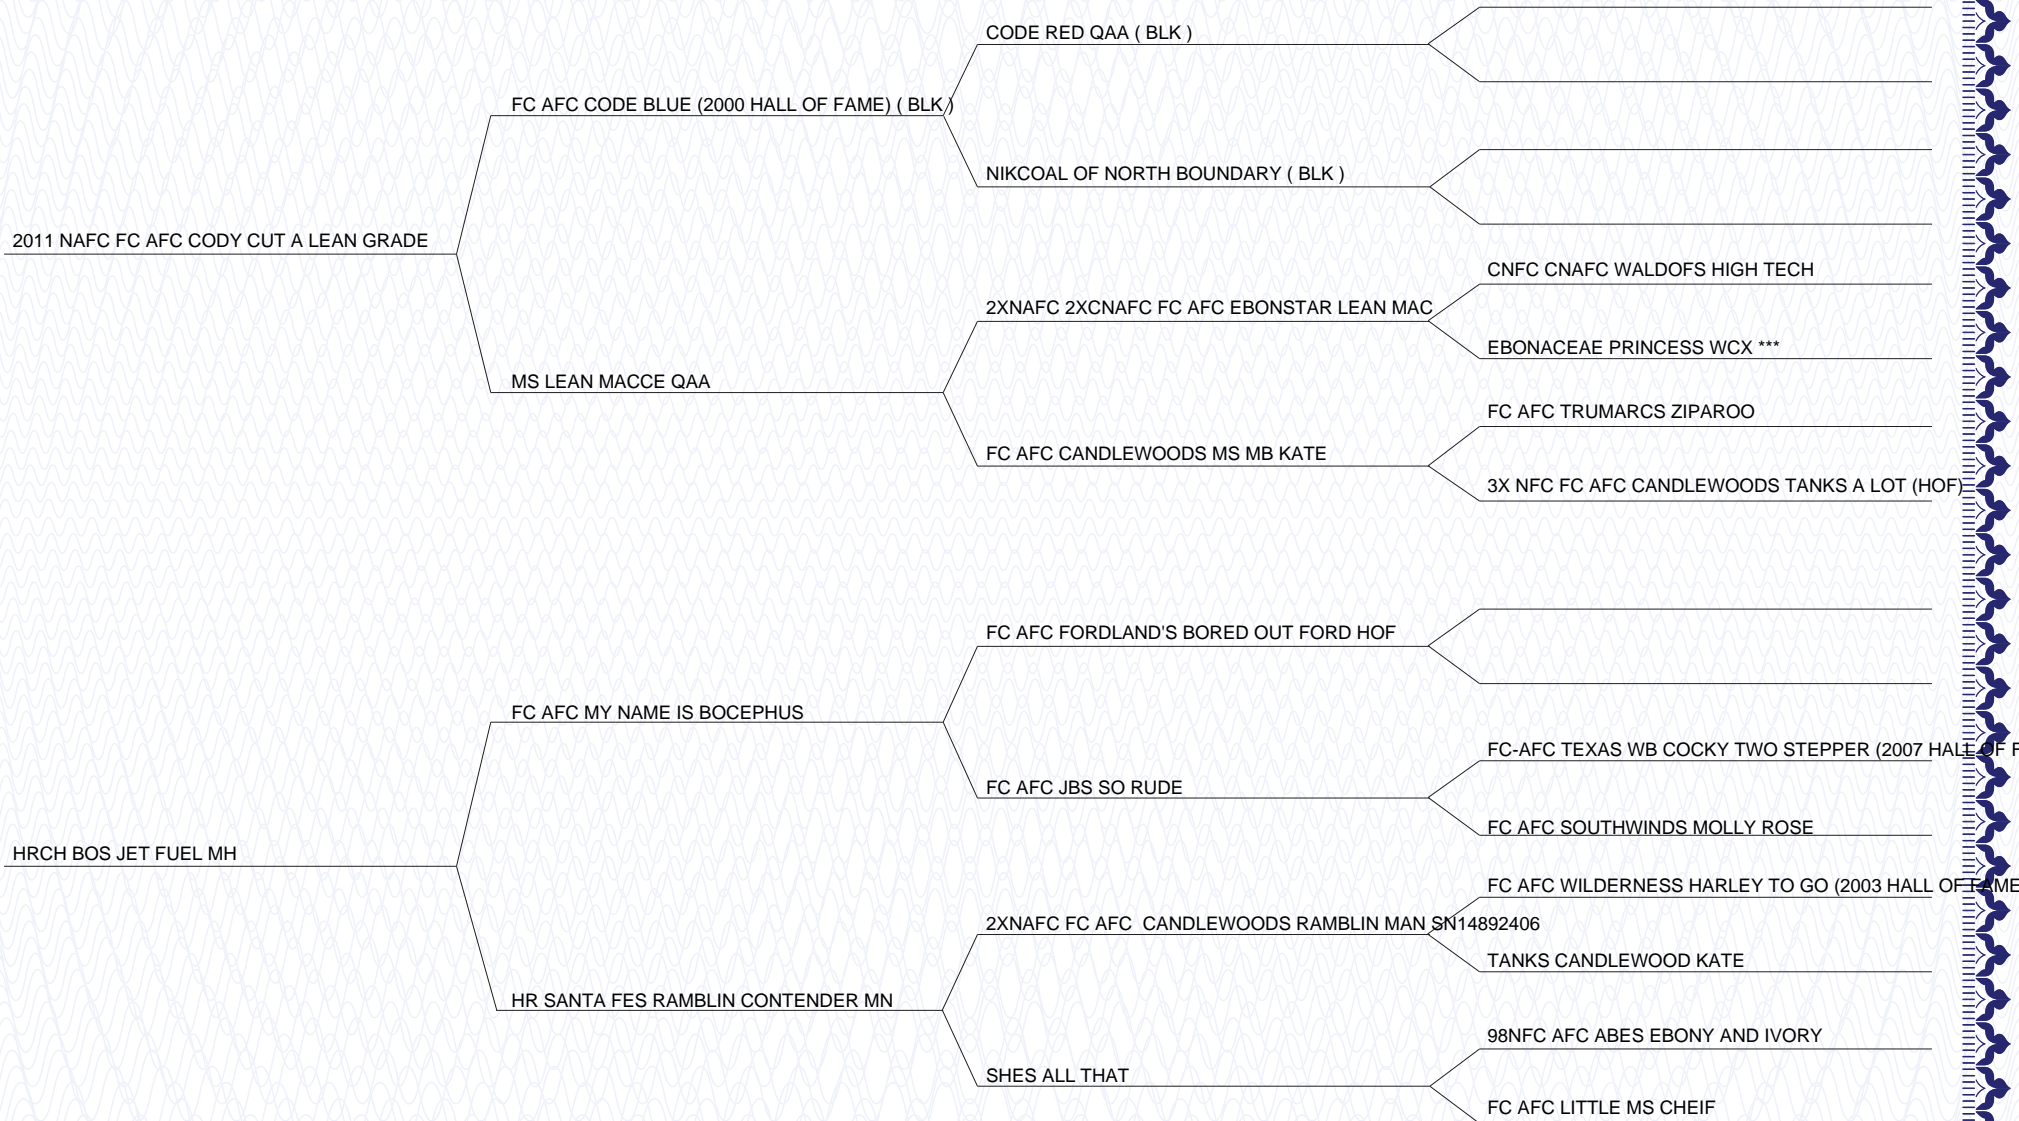 CODE RED QAA ( BLK )
FC AFC CODE BLUE (2000 HALL OF FAME) ( BLK )
NIKCOAL OF NORTH BOUNDARY ( BLK )
2011 NAFC FC AFC CODY CUT A LEAN GRADE
CNFC CNAFC WALDOFS HIGH TECH
2XNAFC 2XCNAFC FC AFC EBONSTAR LEAN MAC
EBONACEAE PRINCESS WCX ***
MS LEAN MACCE QAA
FC AFC TRUMARCS ZIPAROO
FC AFC CANDLEWOODS MS MB KATE
3X NFC FC AFC CANDLEWOODS TANKS A LOT (HOF)
FC AFC FORDLAND'S BORED OUT FORD HOF
FC AFC MY NAME IS BOCEPHUS
FC-AFC TEXAS WB COCKY TWO STEPPER (2007 HALL OF F
FC AFC JBS SO RUDE
FC AFC SOUTHWINDS MOLLY ROSE
HRCH BOS JET FUEL MH
FC AFC WILDERNESS HARLEY TO GO (2003 HALL OF FAME
2XNAFC FC AFC  CANDLEWOODS RAMBLIN MAN SN14892406
TANKS CANDLEWOOD KATE
HR SANTA FES RAMBLIN CONTENDER MN
98NFC AFC ABES EBONY AND IVORY
SHES ALL THAT
FC AFC LITTLE MS CHEIF